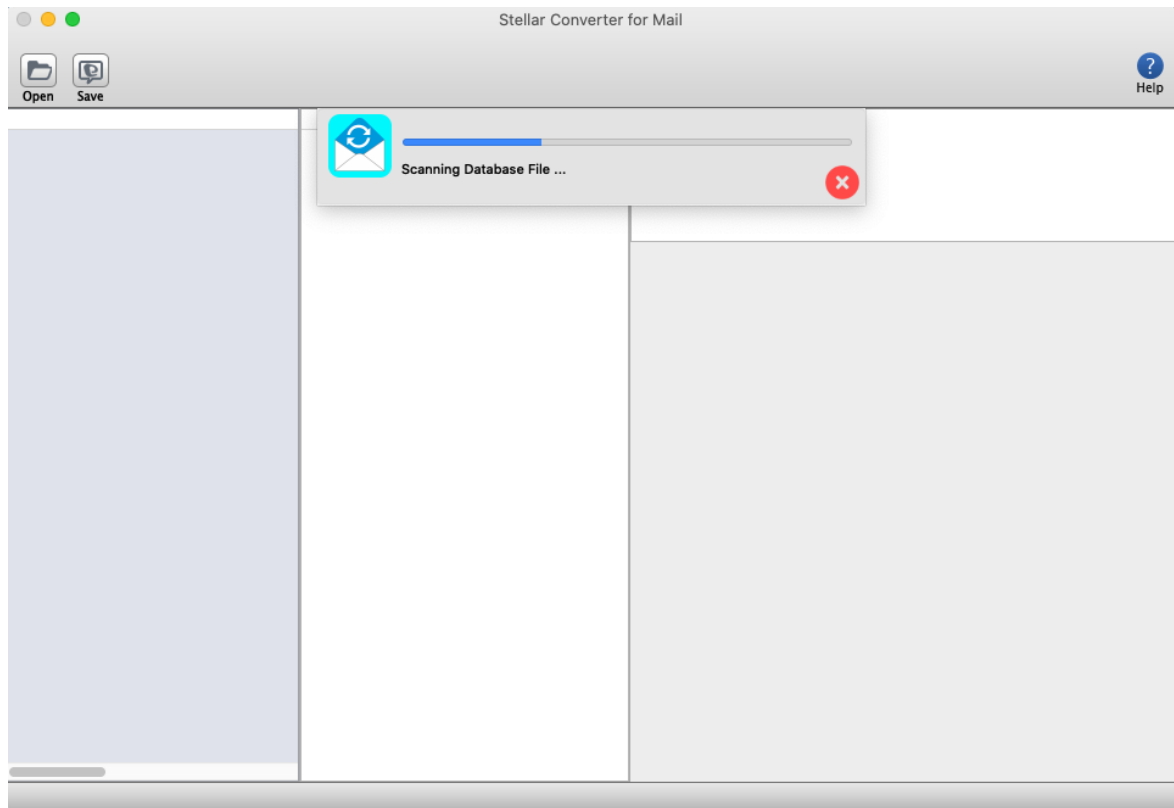 Stellar Converter for Mail
Open Save
? Help
Scanning Database File ...